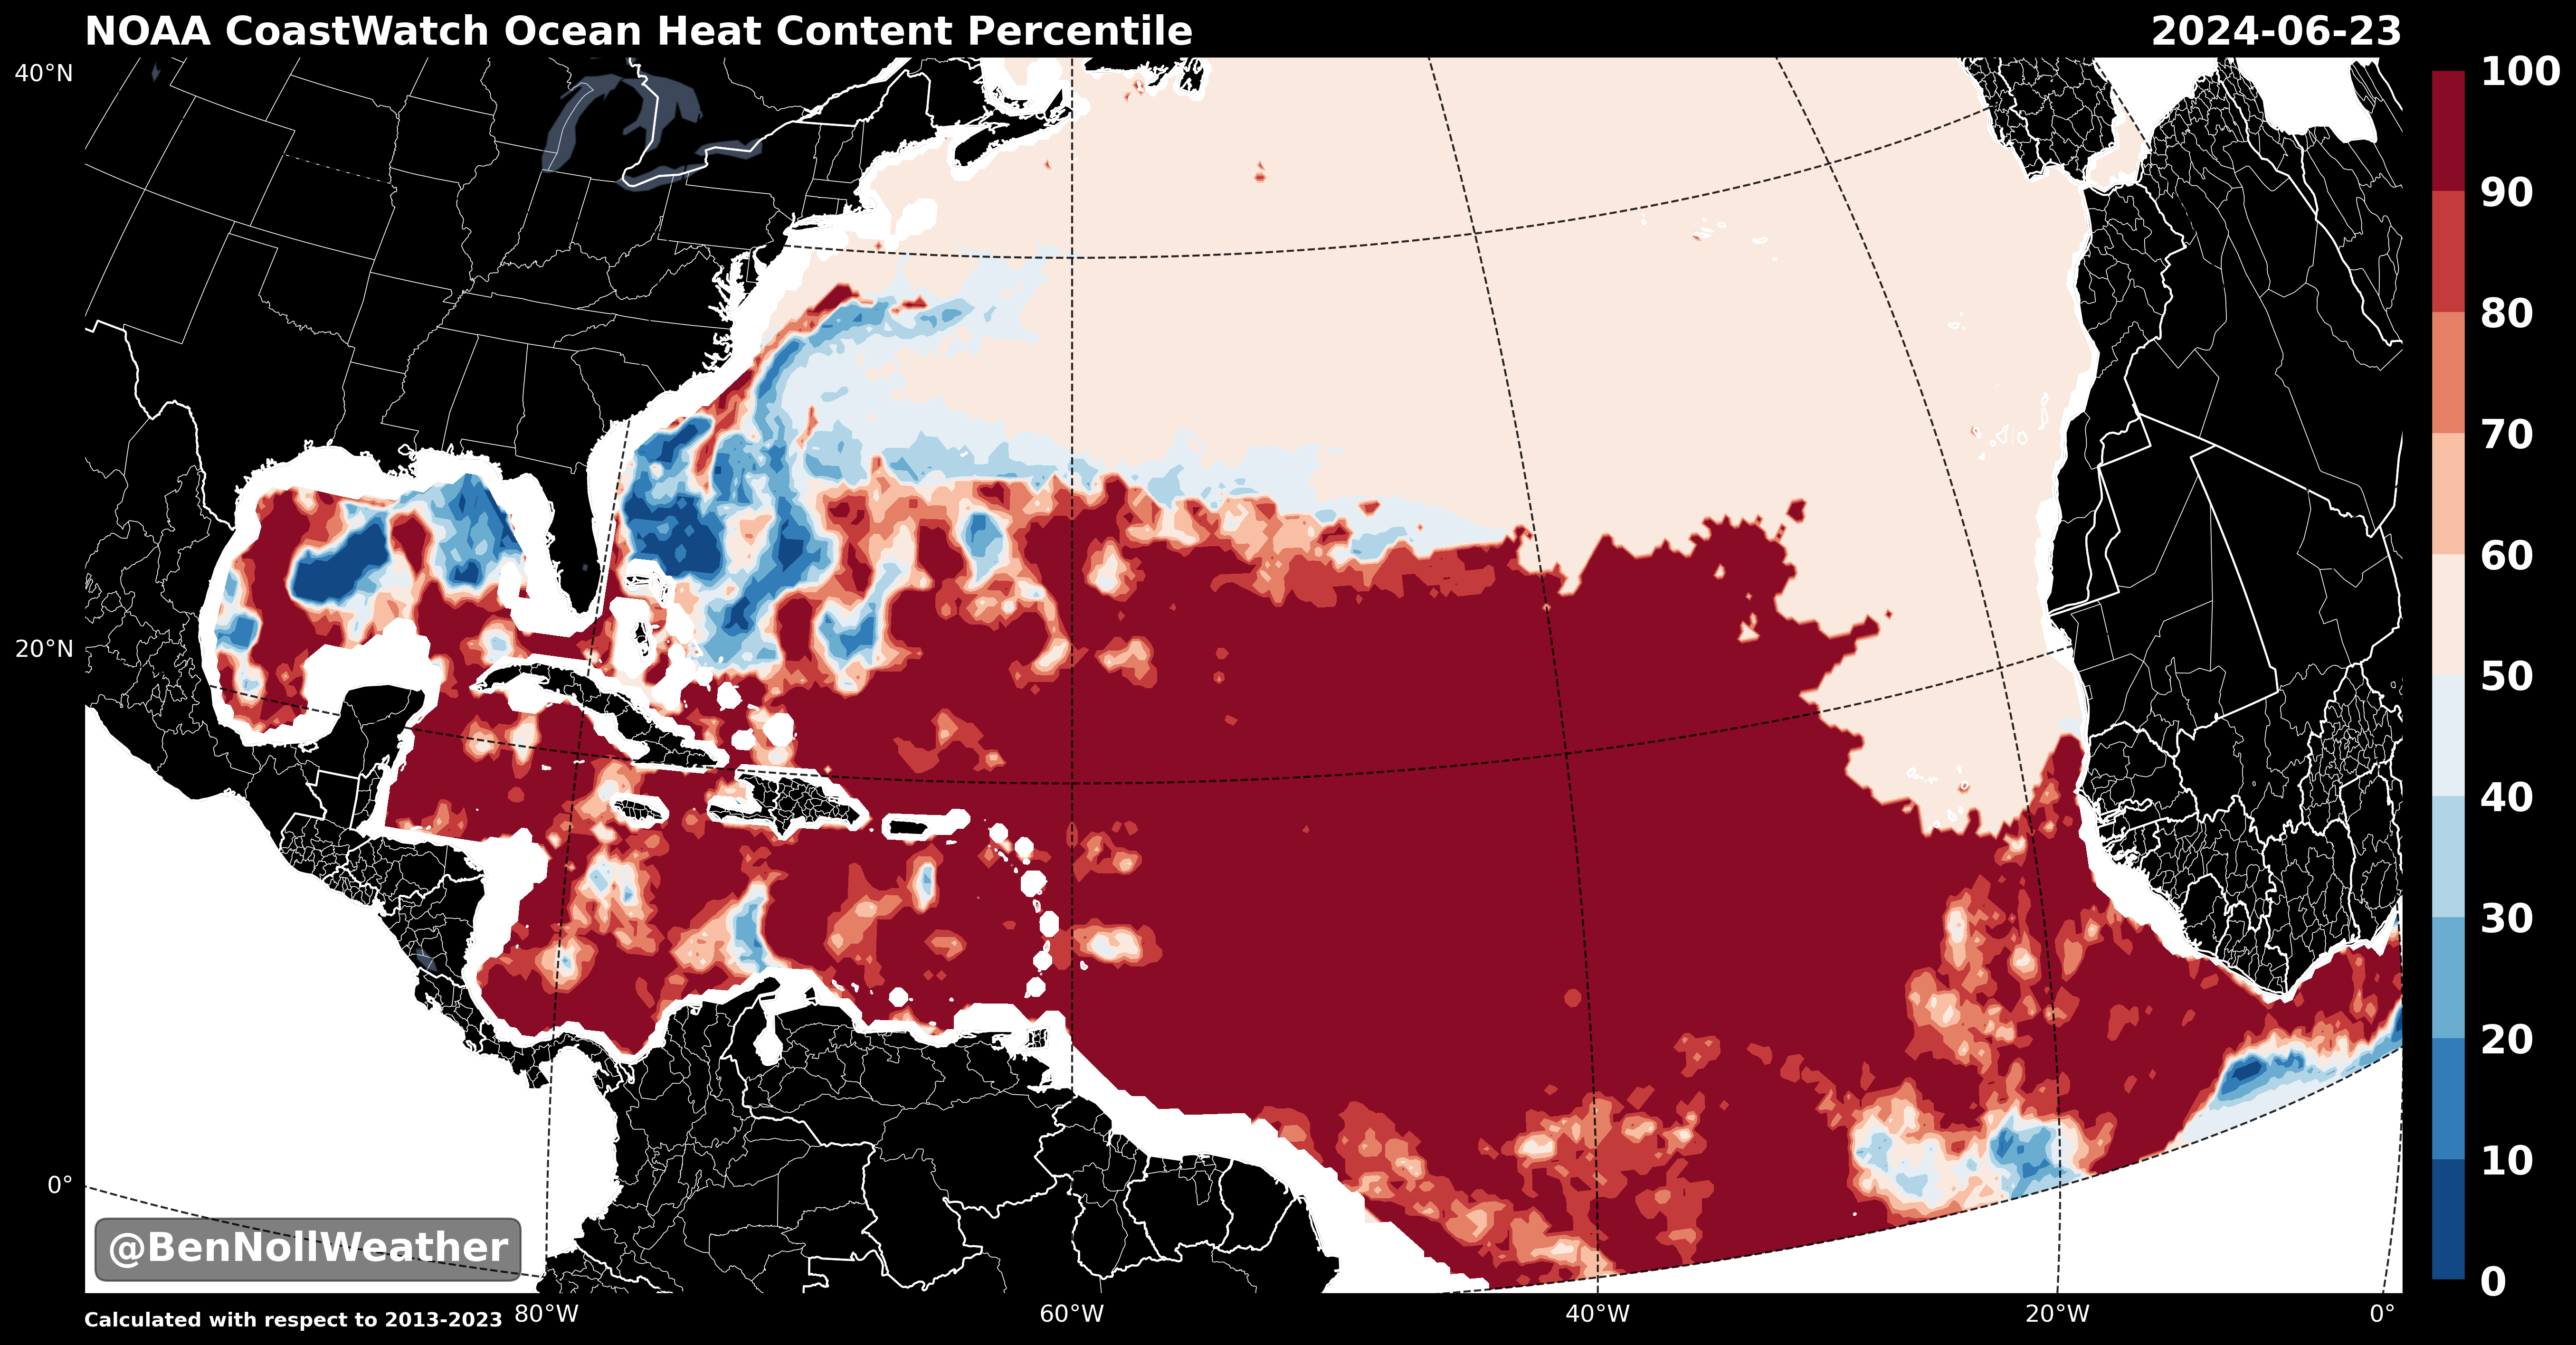 NOAA CoastWatch Ocean Heat Content Percentile
2024-06-23
40°N
20°N
0°
100
90
80
70
60
50
40
30
20
10
0
@BenNollWeather
Calculated with respect to 2013-2023
80°W
60°W
40°W
20°W
0°